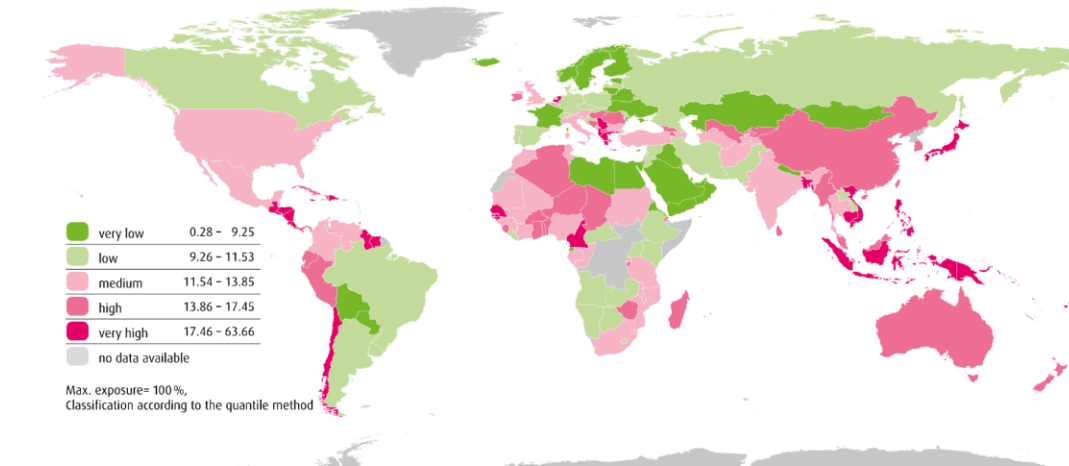 very low 0.28 – 9.25
low 9.26 – 11.53
medium 11.54 – 13.85
high 13.86 – 17.45
very high 17.46 – 63.66
no data available
Max. exposure= 100 %,
Classification according to the quantile method